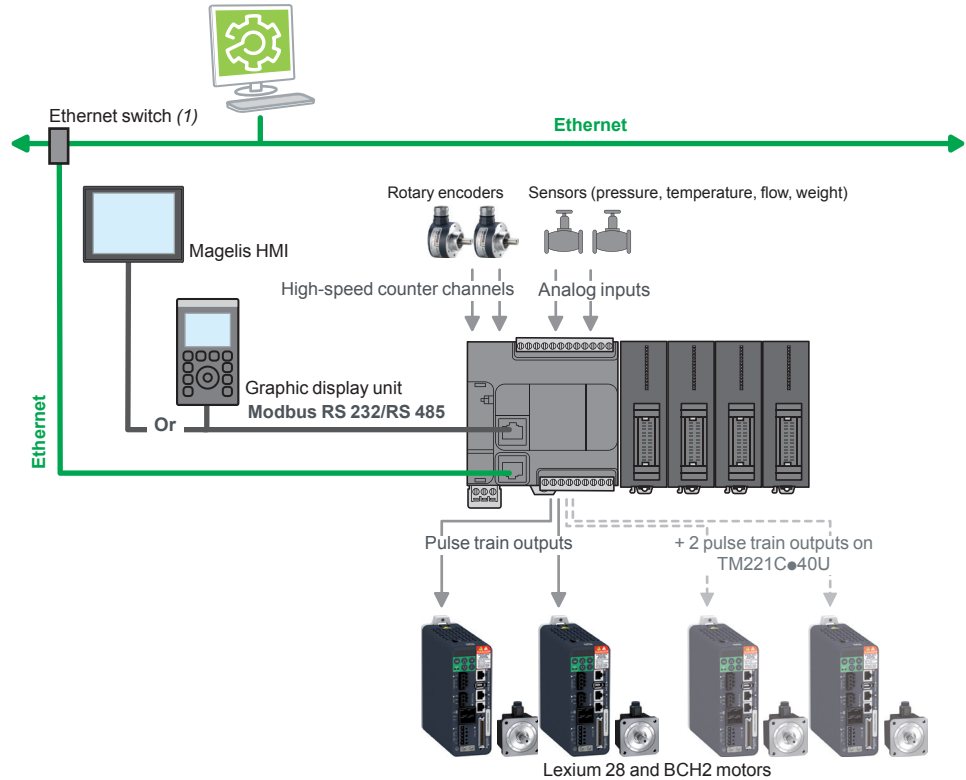 Ethernet switch (1)
Ethernet
Rotary encoders
Sensors (pressure, temperature, flow, weight)
Magelis HMI
High-speed counter channels
Analog inputs
Graphic display unit
Modbus RS 232/RS 485
Or
Ethernet
Pulse train outputs
+ 2 pulse train outputs on
TM221C●40U
Lexium 28 and BCH2 motors